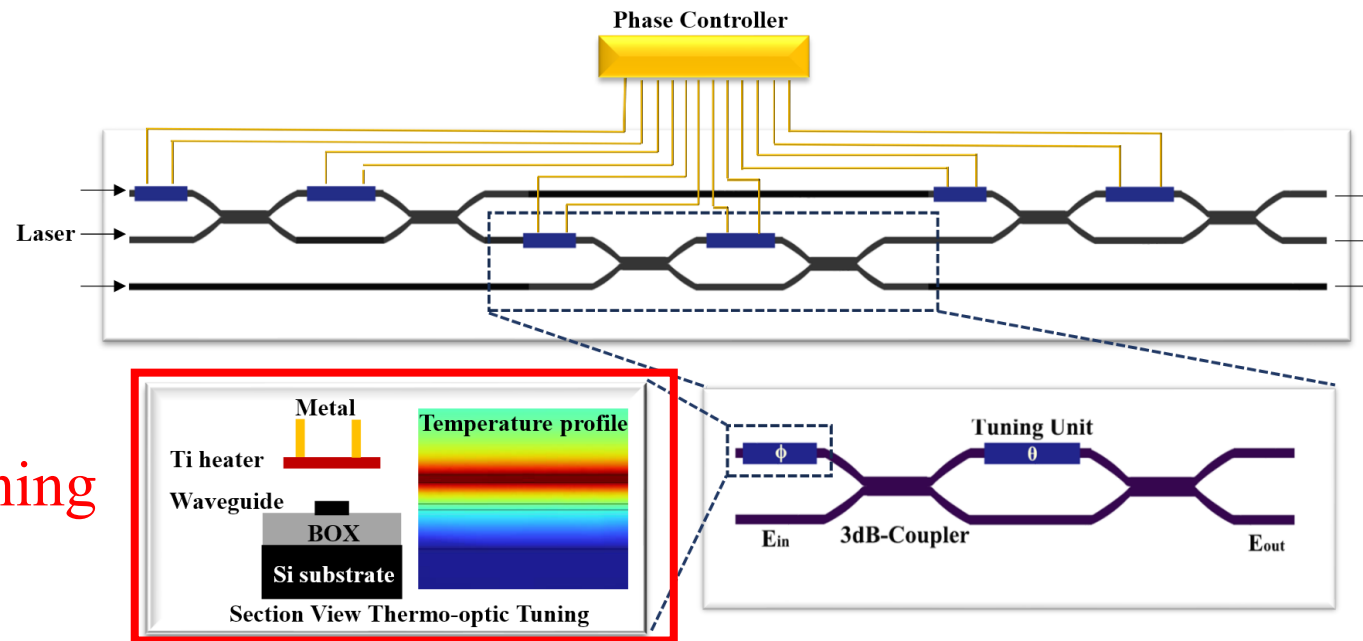 Phase Controller
Laser
Metal
Temperature profile
Ti heater
Waveguide
BOX
Si substrate
Section View Thermo-optic Tuning
Tuning Unit
ϕ
θ
Ein
3dB-Coupler
Eout